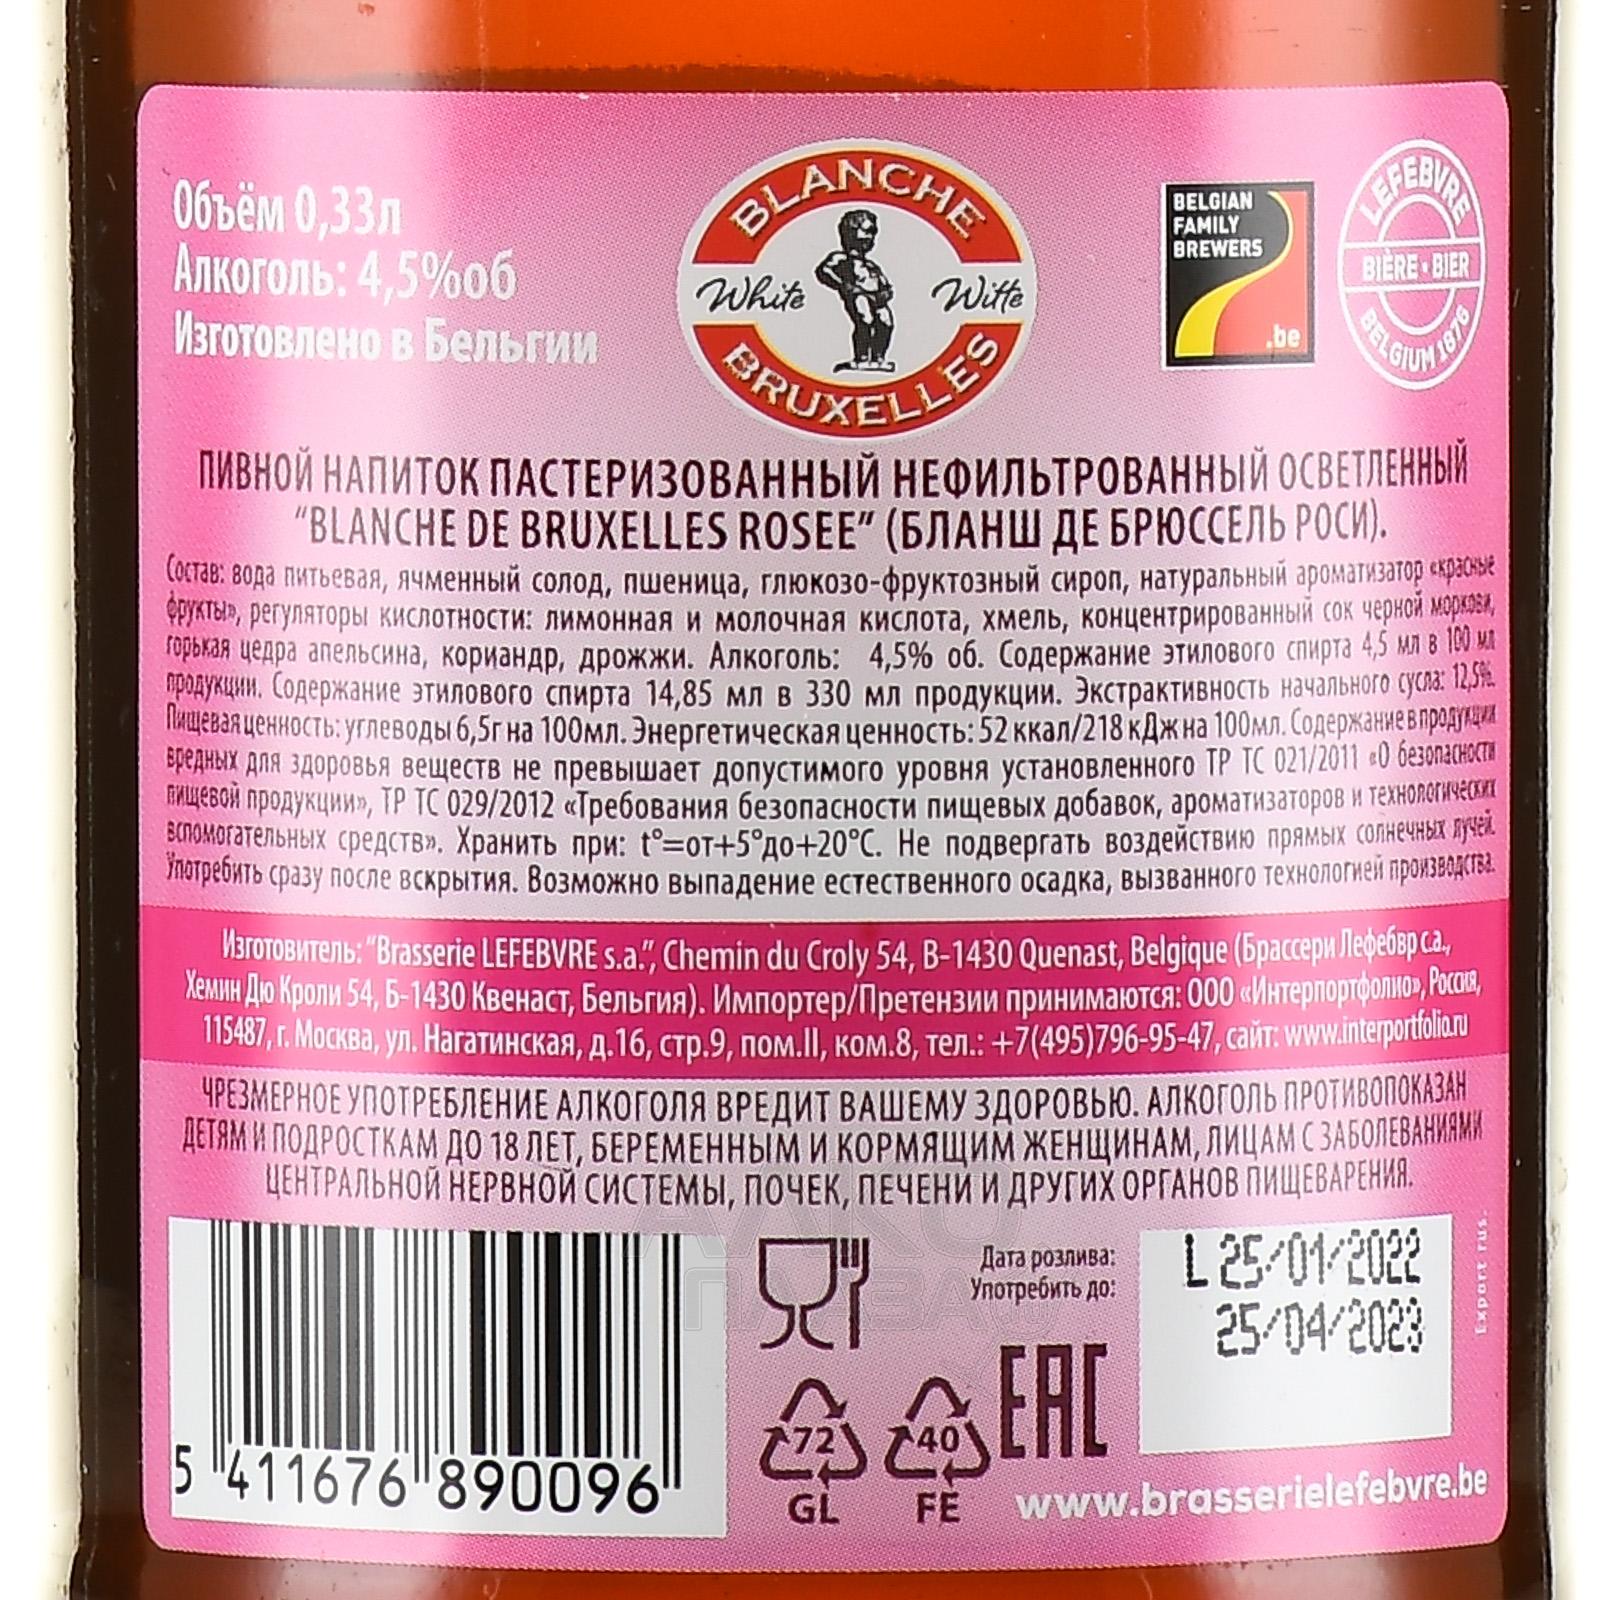 Объём 0,33л
Алкоголь: 4,5%об
Изготовлено в Бельгии
BLANCHE
White Witte
BRUXELLES
BELGIAN
FAMILY
BREWERS
.be
LEFEBVRE
BIÈRE • BIER
BELGIUM 1876
ПИВНОЙ НАПИТОК ПАСТЕРИЗОВАННЫЙ НЕФИЛЬТРОВАННЫЙ ОСВЕТЛЕННЫЙ
"BLANCHE DE BRUXELLES ROSEE" (БЛАНШ ДЕ БРЮССЕЛЬ РОСИ).
Состав: вода питьевая, ячменный солод, пшеница, глюкозо-фруктозный сироп, натуральный ароматизатор «красные
фрукты», регуляторы кислотности: лимонная и молочная кислота, хмель, концентрированный сок черной моркови,
горькая цедра апельсина, кориандр, дрожжи. Алкоголь: 4,5% об. Содержание этилового спирта 4,5 мл в 100 мл
продукции. Содержание этилового спирта 14,85 мл в 330 мл продукции. Экстрактивность начального сусла: 12,5%.
Пищевая ценность: углеводы 6,5г на 100мл. Энергетическая ценность: 52 ккал/218 кДж на 100мл. Содержание в продукции
вредных для здоровья веществ не превышает допустимого уровня установленного ТР ТС 021/2011 «О безопасности
пищевой продукции», ТР ТС 029/2012 «Требования безопасности пищевых добавок, ароматизаторов и технологических
вспомогательных средств». Хранить при: t°=от+5°до+20°С. Не подвергать воздействию прямых солнечных лучей.
Употребить сразу после вскрытия. Возможно выпадение естественного осадка, вызванного технологией производства.
Изготовитель: "Brasserie LEFEBVRE s.a.", Chemin du Croly 54, B-1430 Quenast, Belgique (Брассери Лефебвр с.а.,
Хемин Дю Кроли 54, Б-1430 Квенаст, Бельгия). Импортер/Претензии принимаются: ООО «Интерпортфолио», Россия,
115487, г. Москва, ул. Нагатинская, д.16, стр.9, пом.II, ком.8, тел.: +7(495)796-95-47, сайт: www.interportfolio.ru
ЧРЕЗМЕРНОЕ УПОТРЕБЛЕНИЕ АЛКОГОЛЯ ВРЕДИТ ВАШЕМУ ЗДОРОВЬЮ. АЛКОГОЛЬ ПРОТИВОПОКАЗАН
ДЕТЯМ И ПОДРОСТКАМ ДО 18 ЛЕТ, БЕРЕМЕННЫМ И КОРМЯЩИМ ЖЕНЩИНАМ, ЛИЦАМ С ЗАБОЛЕВАНИЯМИ
ЦЕНТРАЛЬНОЙ НЕРВНОЙ СИСТЕМЫ, ПОЧЕК, ПЕЧЕНИ И ДРУГИХ ОРГАНОВ ПИЩЕВАРЕНИЯ.
Дата розлива:
Употребить до:
L 25/01/2022
25/04/2023
Export rus.
5 411676 890096
72
GL
40
FE
EAC
www.brasserielefebvre.be